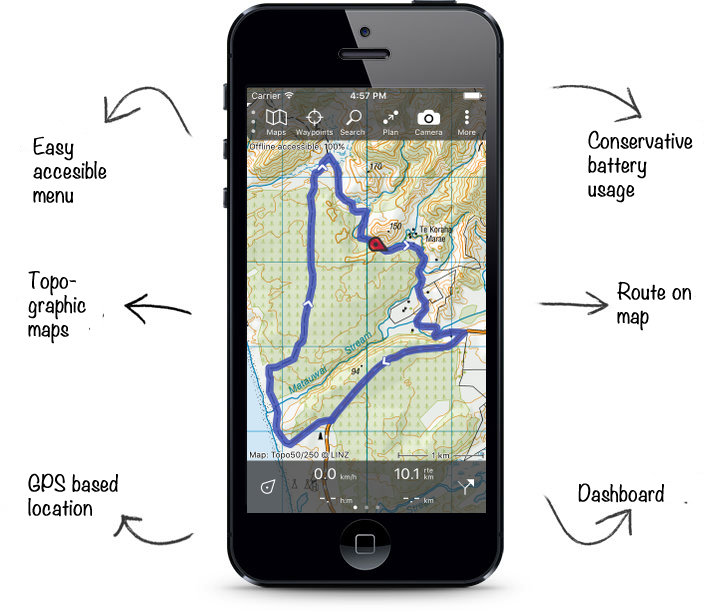 Carrier 4:57 PM
Maps Waypoints Search Plan Camera More
Offline accessible: 100%
Easy
accesible
menu
Conservative
battery
usage
170
150
Te Koraha
Marae
Topo-
graphic
maps
Route on
map
Matauwai Stream
94
Map: Topo50/250 © LINZ
1 km
0.0 km/h
10.1 rte km
--:-- h:m
--.- km
GPS based
location
Dashboard